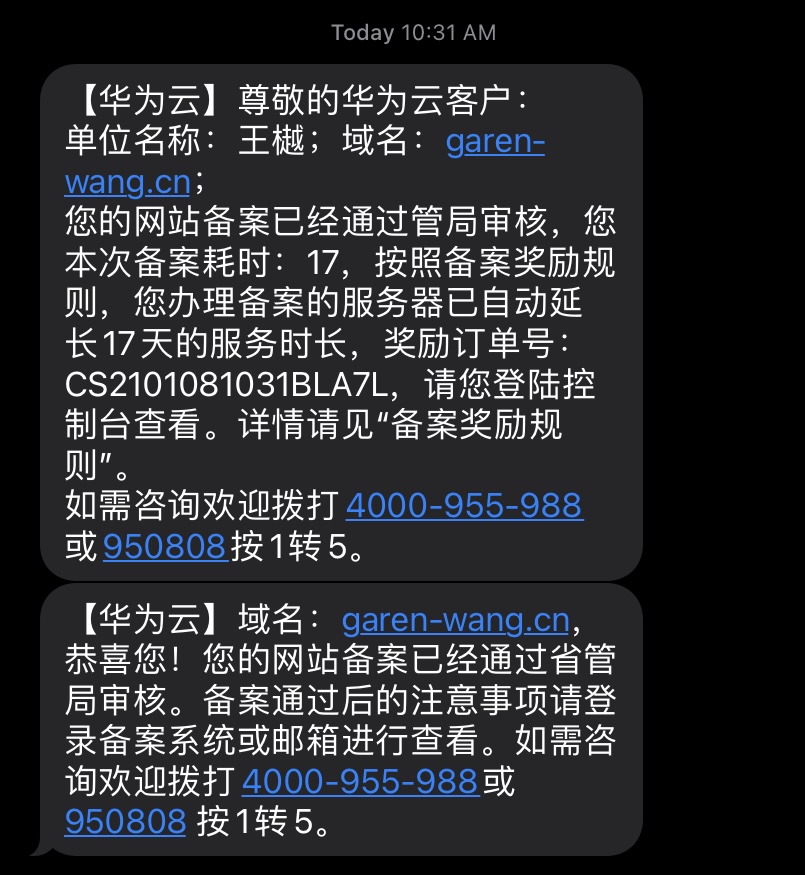 Today 10:31 AM
【华为云】尊敬的华为云客户：
单位名称：王樾；域名：garen-
wang.cn；
您的网站备案已经通过管局审核，您
本次备案耗时：17，按照备案奖励规
则，您办理备案的服务器已自动延
长17天的服务时长，奖励订单号：
CS2101081031BLA7L，请您登陆控
制台查看。详情请见“备案奖励规
则”。
如需咨询欢迎拨打4000-955-988
或950808按1转5。
【华为云】域名：garen-wang.cn，
恭喜您！您的网站备案已经通过省管
局审核。备案通过后的注意事项请登
录备案系统或邮箱进行查看。如需咨
询欢迎拨打4000-955-988或
950808 按1转5。